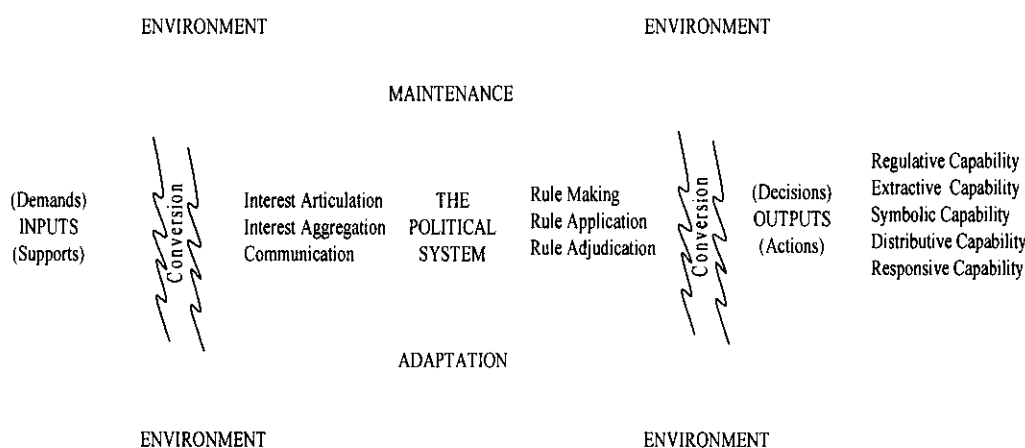 ENVIRONMENT
ENVIRONMENT
MAINTENANCE
(Demands)
INPUTS
(Supports)
Conversion
Interest Articulation
Interest Aggregation
Communication
THE
POLITICAL
SYSTEM
Rule Making
Rule Application
Rule Adjudication
Conversion
(Decisions)
OUTPUTS
(Actions)
Regulative Capability
Extractive Capability
Symbolic Capability
Distributive Capability
Responsive Capability
ADAPTATION
ENVIRONMENT
ENVIRONMENT